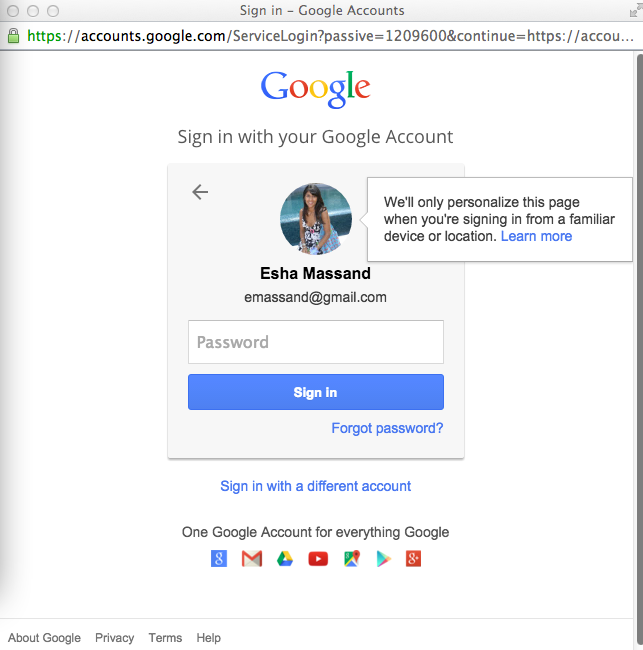 Sign in – Google Accounts
https://accounts.google.com/ServiceLogin?passive=1209600&continue=https://accou...
Google
Sign in with your Google Account
We'll only personalize this page
when you're signing in from a familiar
device or location. Learn more
Esha Massand
emassand@gmail.com
Password
Sign in
Forgot password?
Sign in with a different account
One Google Account for everything Google
8 g+
About Google Privacy Terms Help